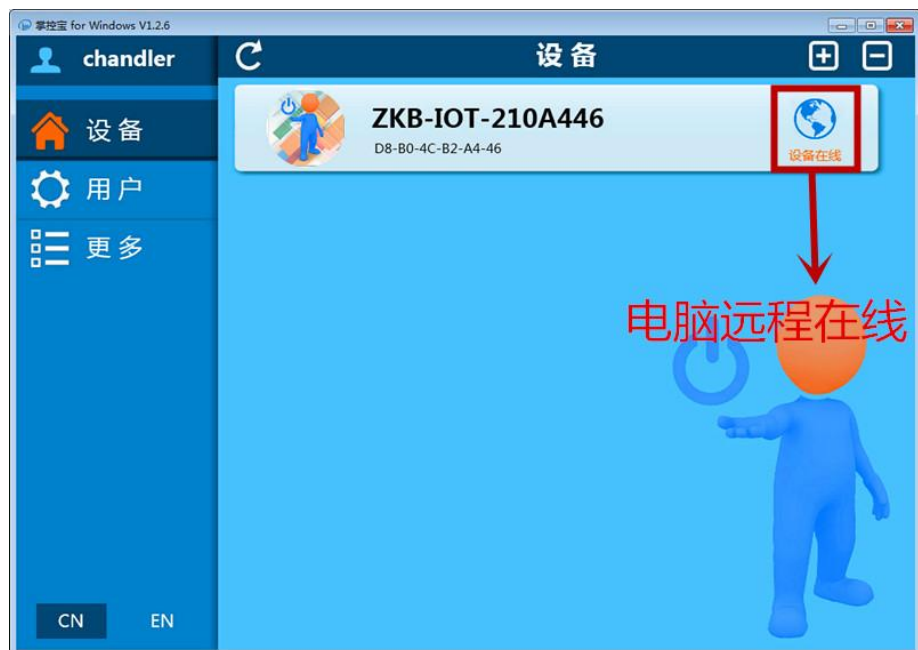 掌控宝 for Windows V1.2.6
chandler
设备
设备
用户
更多
ZKB-IOT-210A446
D8-B0-4C-B2-A4-46
设备在线
电脑远程在线
CN
EN